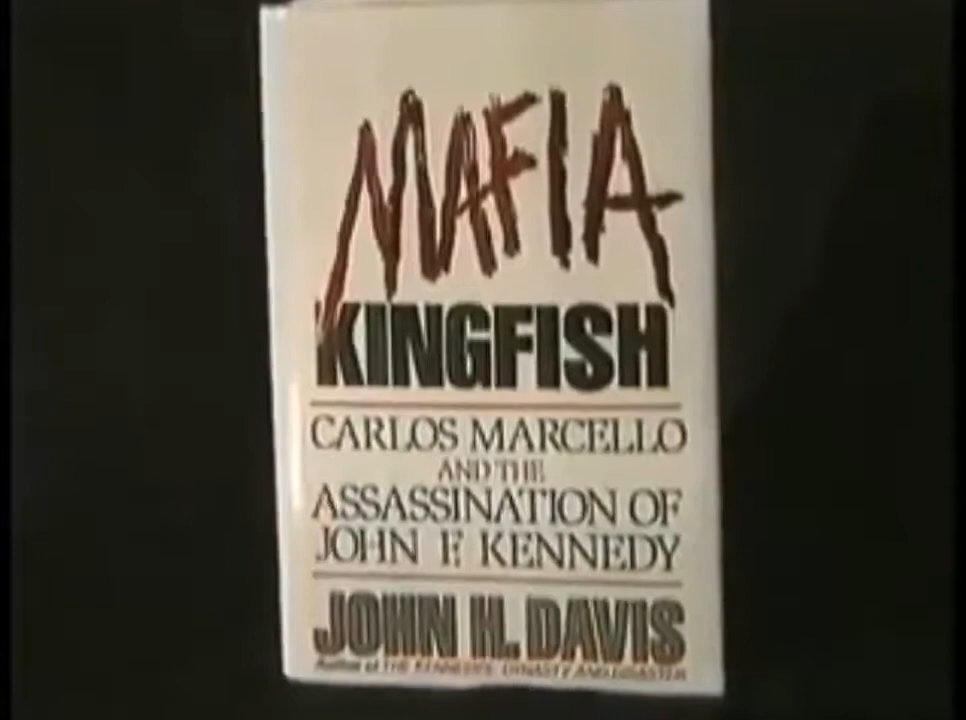 MAFIA
KINGFISH
CARLOS MARCELLO
AND THE
ASSASSINATION OF
JOHN F. KENNEDY
JOHN H. DAVIS
Author of THE KENNEDYS: DYNASTY AND DISASTER